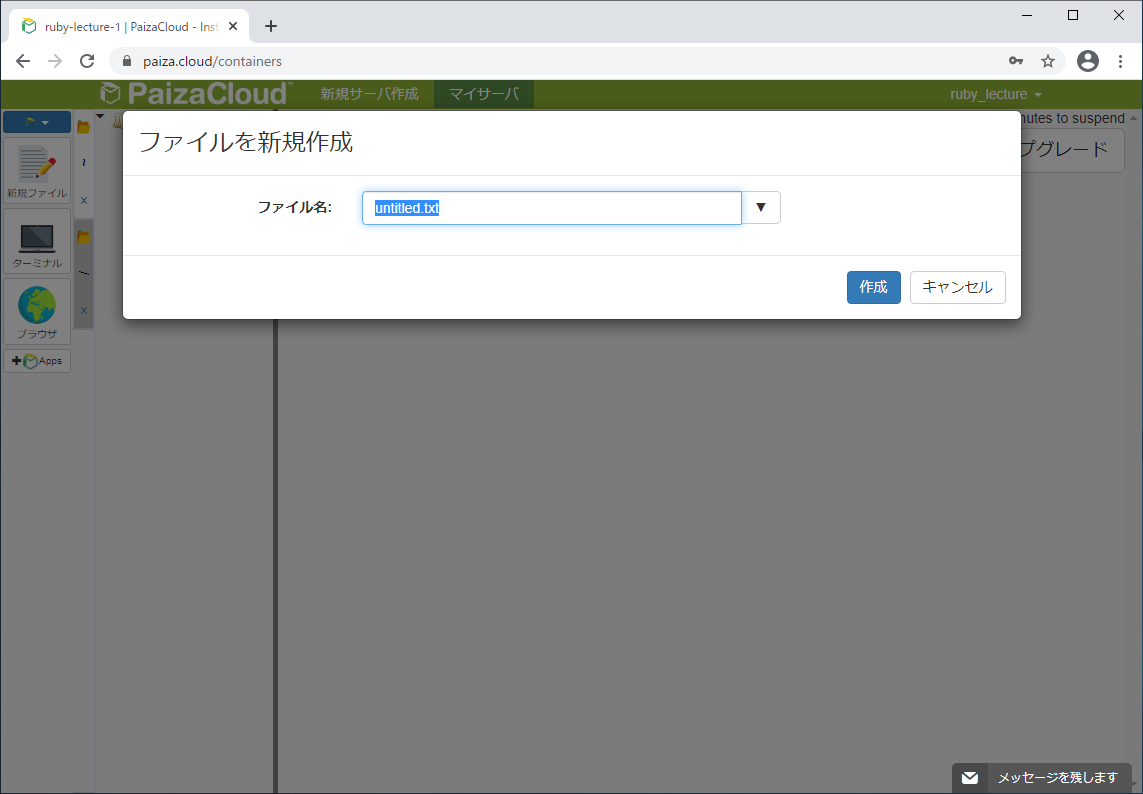 ruby-lecture-1 | PaizaCloud - Inst
paiza.cloud/containers
PaizaCloud 新規サーバ作成 マイサーバ ruby_lecture
nutes to suspend
プグレード
新規ファイル
ターミナル
ブラウザ
Apps
ファイルを新規作成
ファイル名: untitled.txt
作成 キャンセル
メッセージを残します